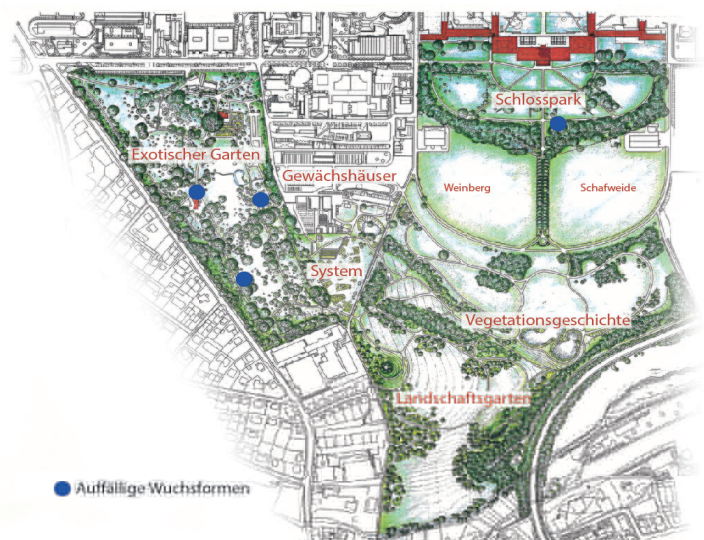 Schlosspark
Exotischer Garten
Gewächshäuser
Weinberg
Schafweide
System
Vegetationsgeschichte
Landschaftsgarten
Auffällige Wuchsformen